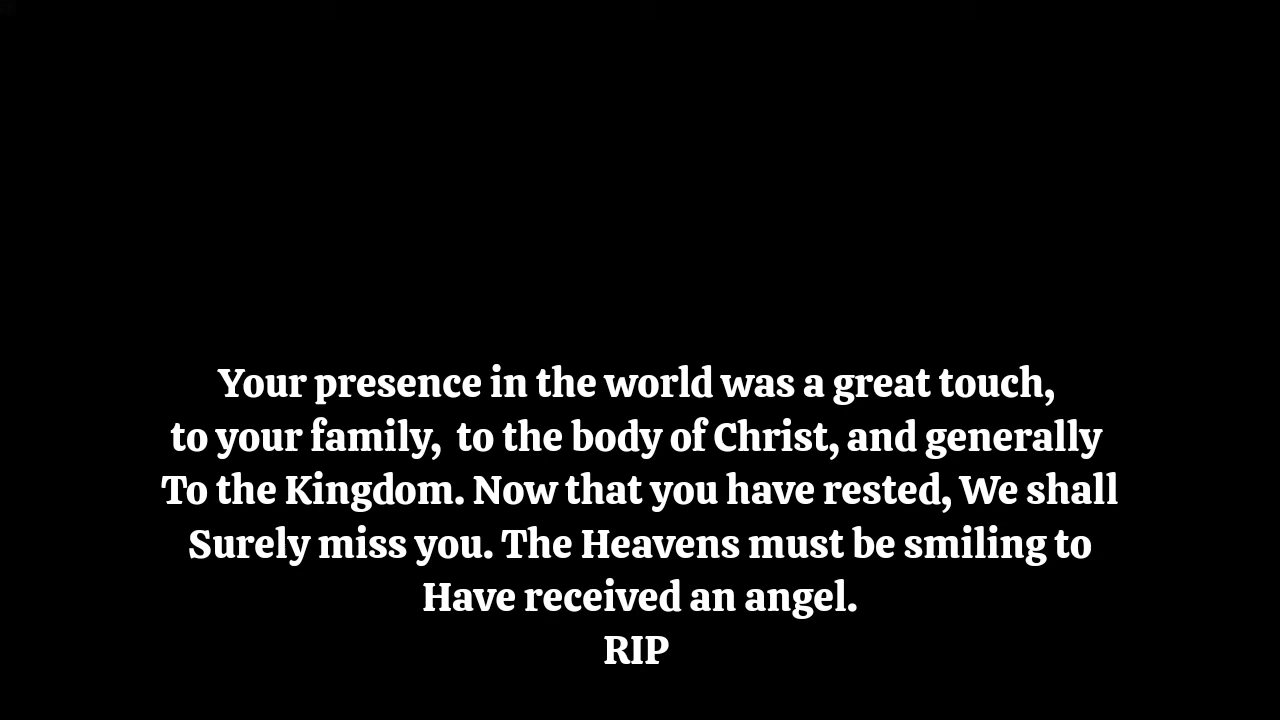 Your presence in the world was a great touch,
to your family,  to the body of Christ, and generally
To the Kingdom. Now that you have rested, We shall
Surely miss you. The Heavens must be smiling to
Have received an angel.
RIP